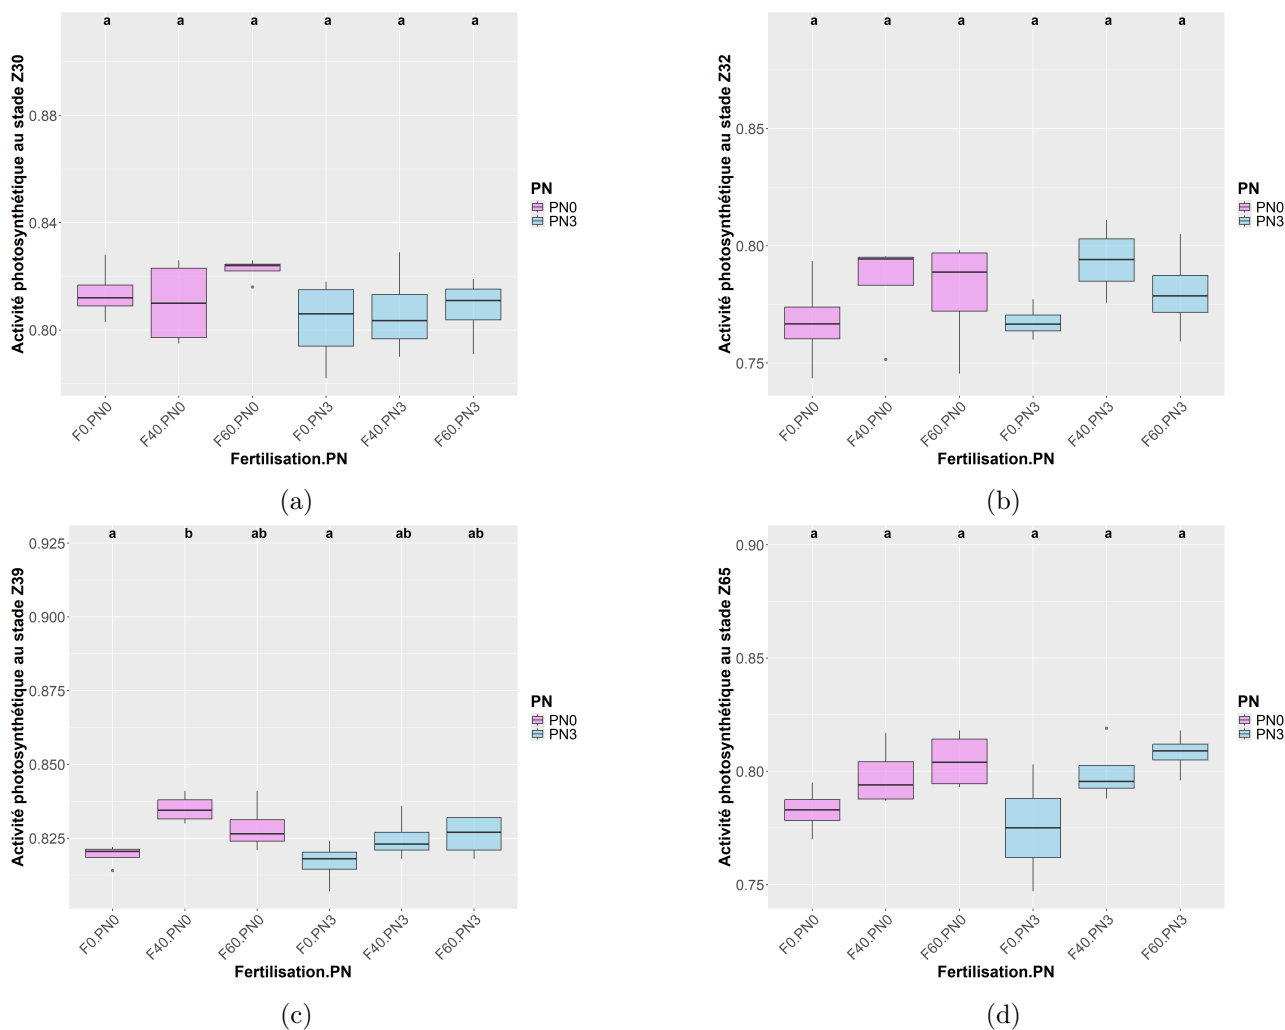 a a a a a a
Activité photosynthétique au stade Z30
0.88
0.84
0.80
PN
PN0
PN3
F0.PN0 F40.PN0 F60.PN0 F0.PN3 F40.PN3 F60.PN3
Fertilisation.PN
(a)
a a a a a a
Activité photosynthétique au stade Z32
0.85
0.80
0.75
PN
PN0
PN3
F0.PN0 F40.PN0 F60.PN0 F0.PN3 F40.PN3 F60.PN3
Fertilisation.PN
(b)
a b ab a ab ab
Activité photosynthétique au stade Z39
0.925
0.900
0.875
0.850
0.825
PN
PN0
PN3
F0.PN0 F40.PN0 F60.PN0 F0.PN3 F40.PN3 F60.PN3
Fertilisation.PN
(c)
a a a a a a
Activité photosynthétique au stade Z65
0.90
0.85
0.80
0.75
PN
PN0
PN3
F0.PN0 F40.PN0 F60.PN0 F0.PN3 F40.PN3 F60.PN3
Fertilisation.PN
(d)